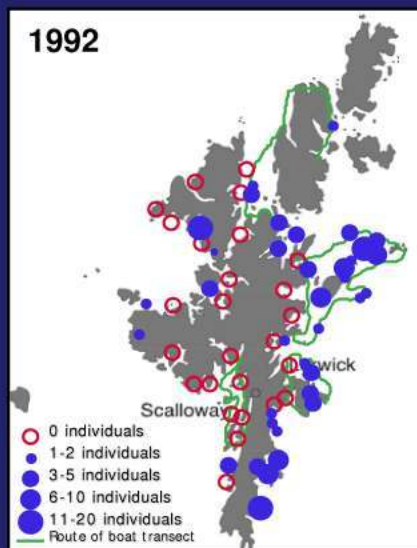 1992
Scalloway
0 individuals
1-2 individuals
3-5 individuals
6-10 individuals
11-20 individuals
Route of boat transect